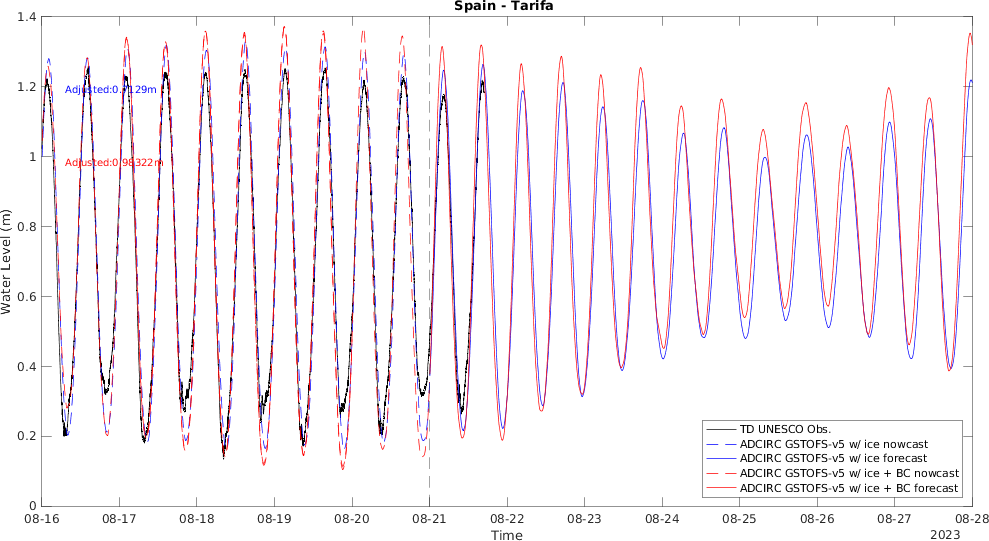 Spain - Tarifa
1.4
1.2
1
0.8
0.6
0.4
0.2
0
Water Level (m)
Adjusted:0.98322m
TD UNESCO Obs.
ADCIRC GSTOFS-v5 w/ ice nowcast
ADCIRC GSTOFS-v5 w/ ice forecast
ADCIRC GSTOFS-v5 w/ ice + BC nowcast
ADCIRC GSTOFS-v5 w/ ice + BC forecast
08-16 08-17 08-18 08-19 08-20 08-21 08-22 08-23 08-24 08-25 08-26 08-27 08-28
Time
2023